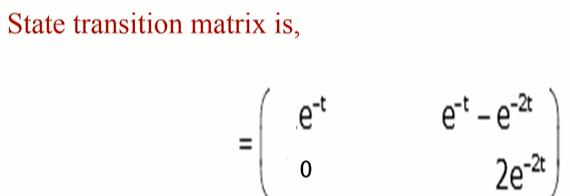 State transition matrix is,
e⁻ᵗ e⁻ᵗ – e⁻²ᵗ
= 0 2e⁻²ᵗ